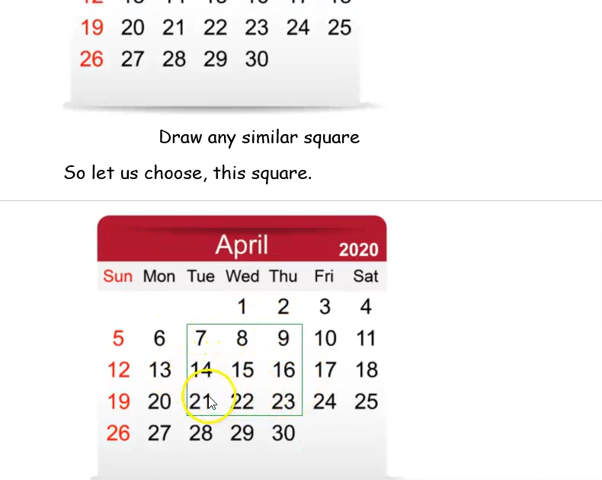 19 20 21 22 23 24 25
26 27 28 29 30
Draw any similar square
So let us choose, this square.
April 2020
Sun Mon Tue Wed Thu Fri Sat
1 2 3 4
5 6 7 8 9 10 11
12 13 14 15 16 17 18
19 20 21 22 23 24 25
26 27 28 29 30